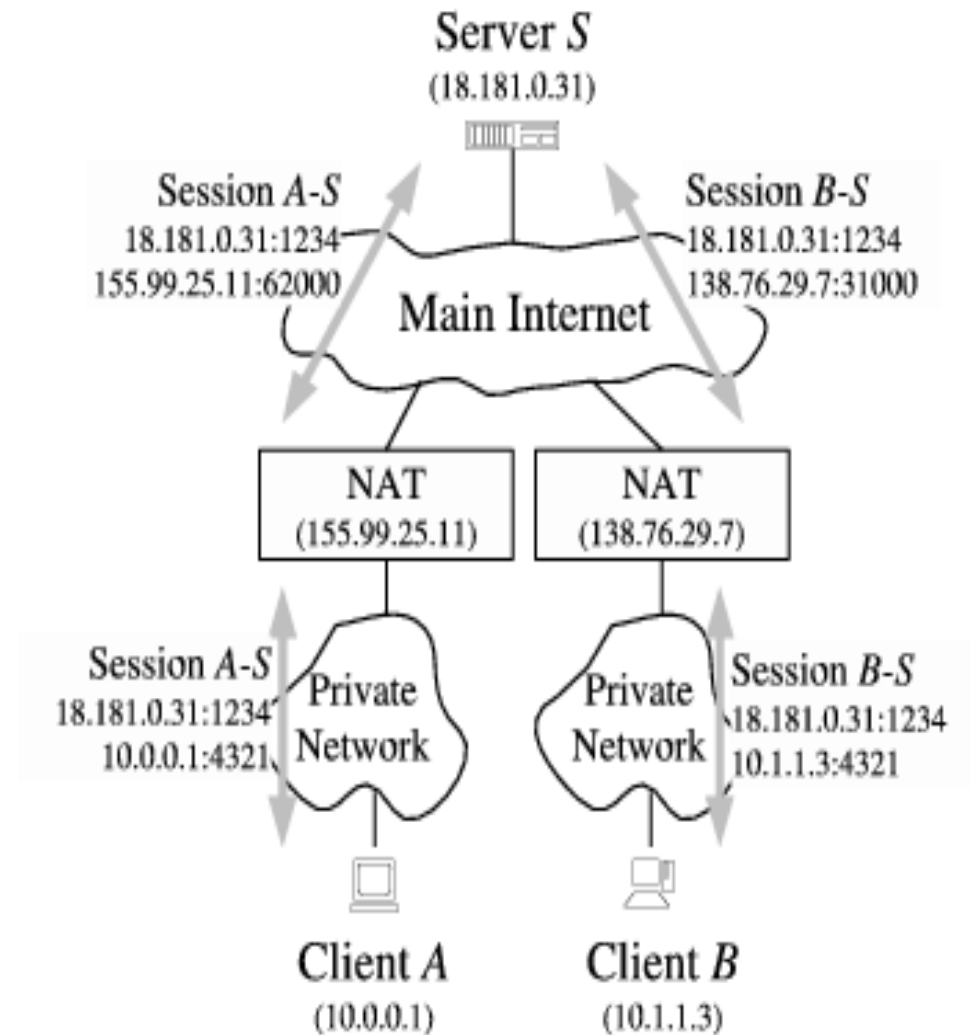 Server S
(18.181.0.31)
Session A-S
18.181.0.31:1234
155.99.25.11:62000
Session B-S
18.181.0.31:1234
138.76.29.7:31000
Main Internet
NAT
(155.99.25.11)
NAT
(138.76.29.7)
Session A-S
18.181.0.31:1234
10.0.0.1:4321
Private
Network
Private
Network
Session B-S
18.181.0.31:1234
10.1.1.3:4321
Client A
(10.0.0.1)
Client B
(10.1.1.3)